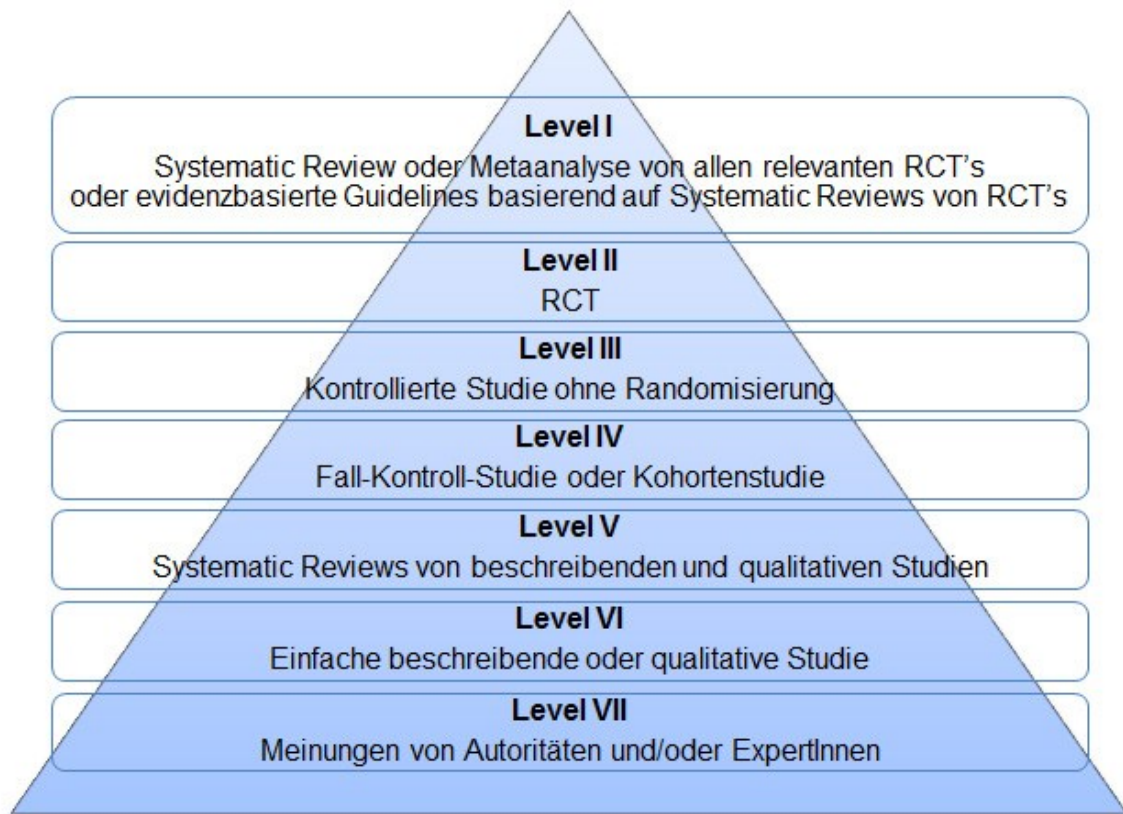 Level I
Systematic Review oder Metaanalyse von allen relevanten RCT's
oder evidenzbasierte Guidelines basierend auf Systematic Reviews von RCT's
Level II
RCT
Level III
Kontrollierte Studie ohne Randomisierung
Level IV
Fall-Kontroll-Studie oder Kohortenstudie
Level V
Systematic Reviews von beschreibenden und qualitativen Studien
Level VI
Einfache beschreibende oder qualitative Studie
Level VII
Meinungen von Autoritäten und/oder ExpertInnen